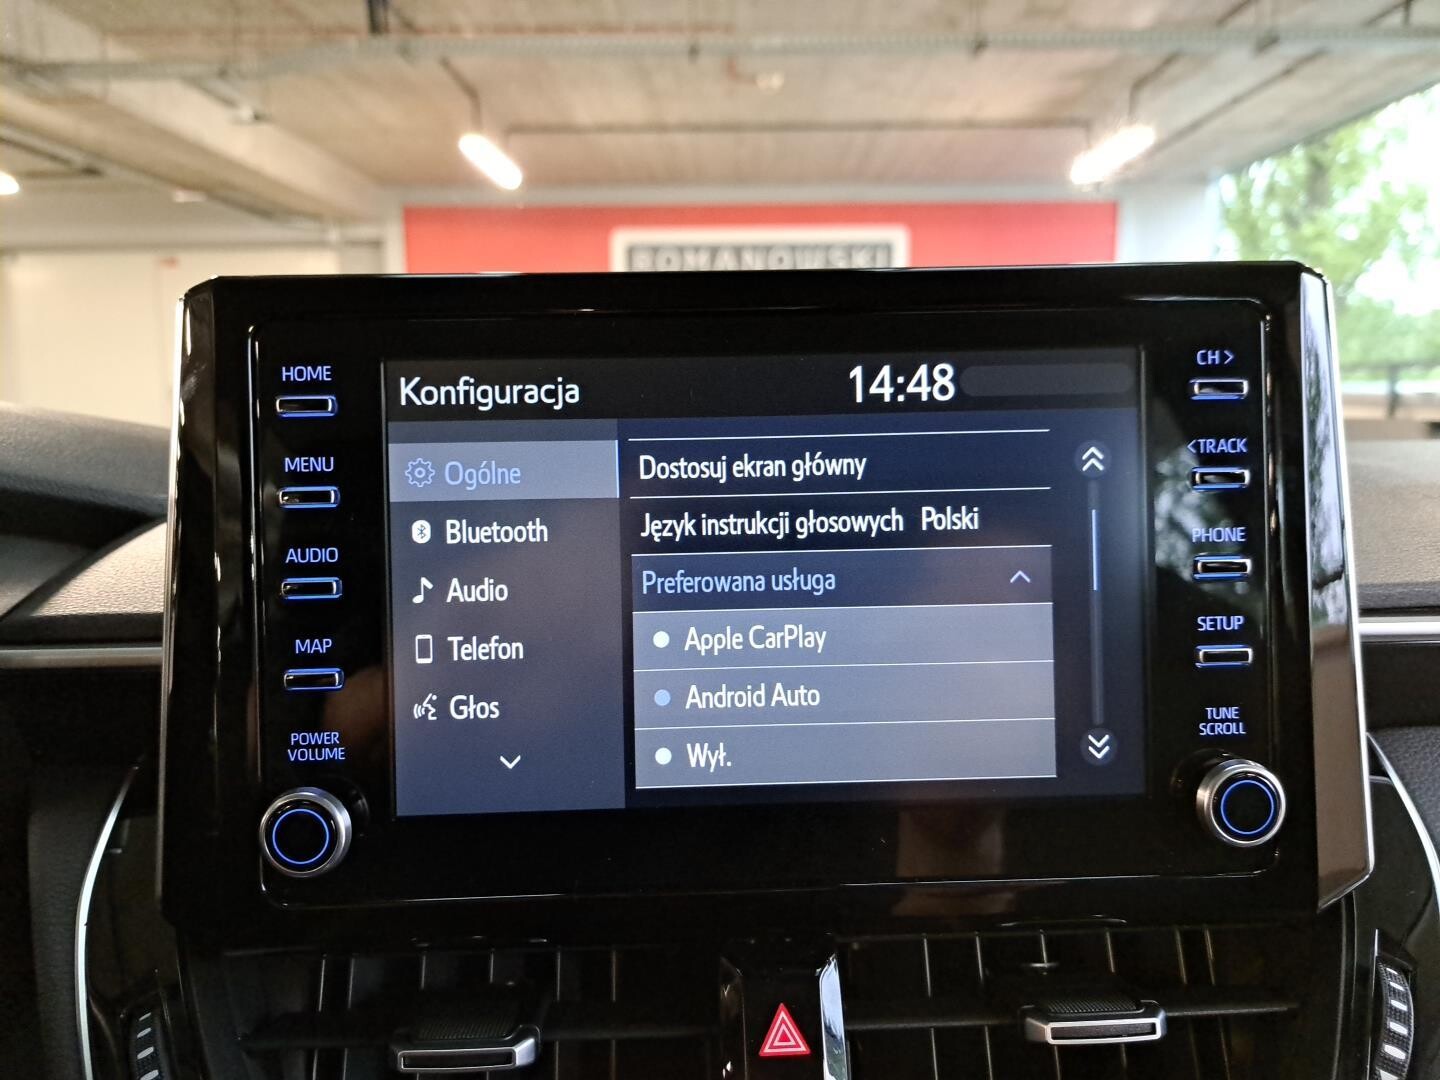 ROMANOWSKI
HOME
MENU
AUDIO
MAP
POWER
VOLUME
Konfiguracja
14:48
Ogólne
Bluetooth
Audio
Telefon
Głos
Dostosuj ekran główny
Język instrukcji głosowych Polski
Preferowana usługa
Apple CarPlay
Android Auto
Wył.
CH>
<TRACK
PHONE
SETUP
TUNE
SCROLL